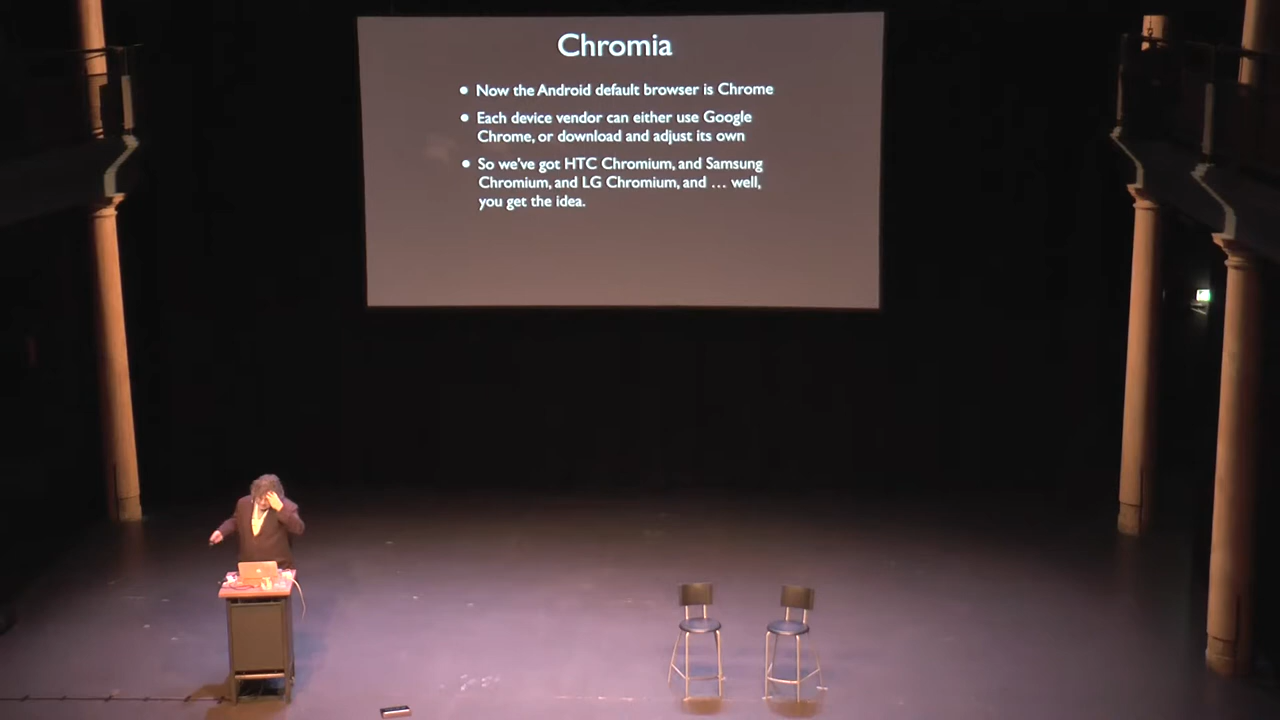 Chromia
• Now the Android default browser is Chrome
• Each device vendor can either use Google
Chrome, or download and adjust its own
• So we've got HTC Chromium, and Samsung
Chromium, and LG Chromium, and … well,
you get the idea.